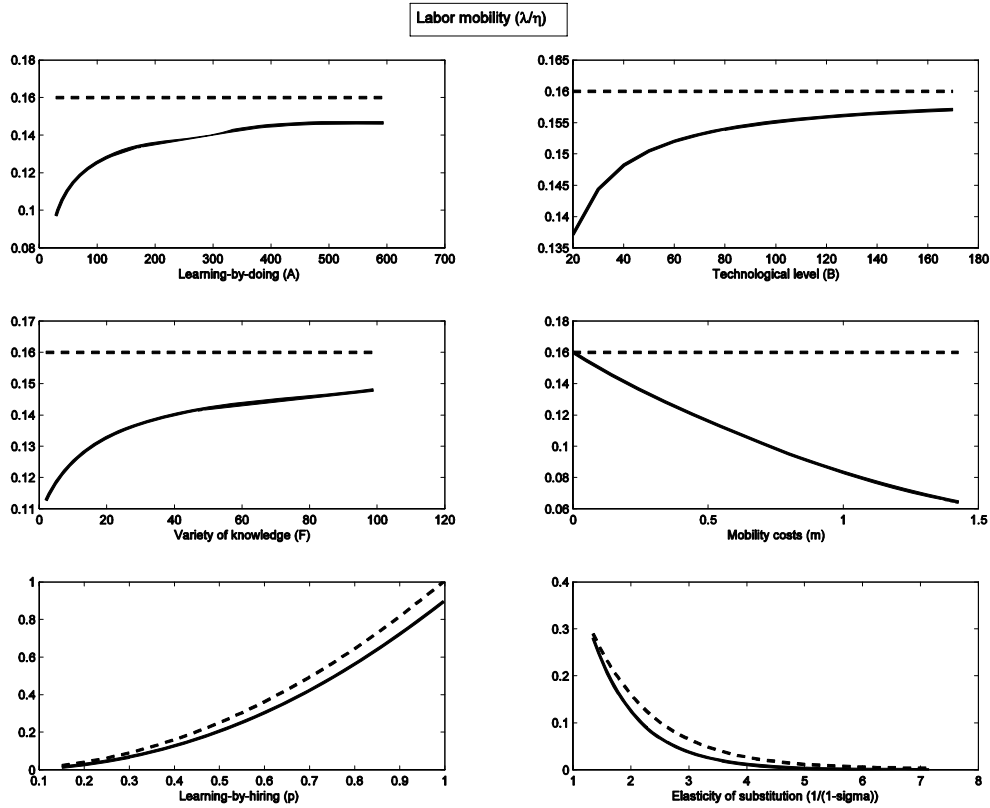 Labor mobility (λ/η)
0.18
0.16
0.14
0.12
0.1
0.08
0 100 200 300 400 500 600 700
Learning-by-doing (A)
0.165
0.16
0.155
0.15
0.145
0.14
0.135
20 40 60 80 100 120 140 160 180
Technological level (B)
0.17
0.16
0.15
0.14
0.13
0.12
0.11
0 20 40 60 80 100 120
Variety of knowledge (F)
0.18
0.16
0.14
0.12
0.1
0.08
0.06
0 0.5 1 1.5
Mobility costs (m)
1
0.8
0.6
0.4
0.2
0
0.1 0.2 0.3 0.4 0.5 0.6 0.7 0.8 0.9 1
Learning-by-hiring (p)
0.4
0.3
0.2
0.1
0
1 2 3 4 5 6 7 8
Elasticity of substitution (1/(1-sigma))